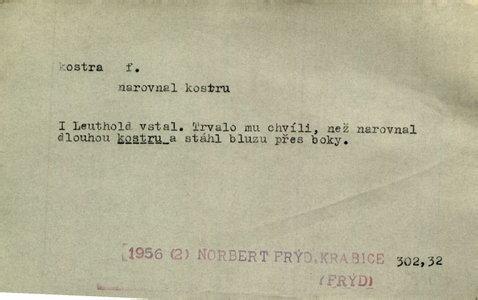 kostra f.
narovnal kostru
I Leuthold vstal. Trvalo mu chvíli, než narovnal
dlouhou kostru a stáhl bluzu přes boky.
[1956 (2) NORBERT FRÝD, KRABICE 302,32
(FRÝD)